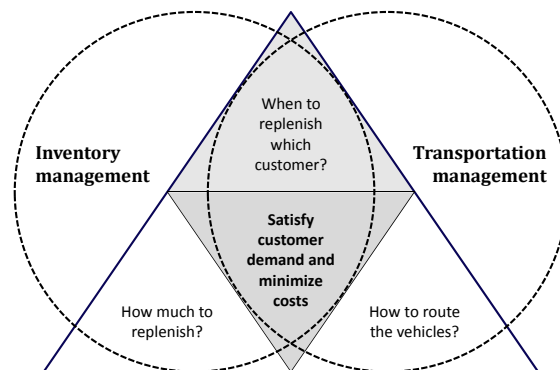 When to
replenish
which
customer?
Inventory
management
Transportation
management
Satisfy
customer
demand and
minimize
costs
How much to
replenish?
How to route
the vehicles?